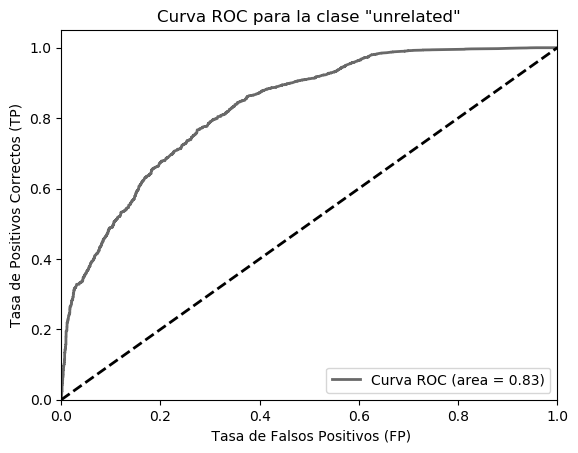 Curva ROC para la clase "unrelated"
1.0
0.8
0.6
0.4
0.2
0.0
Tasa de Positivos Correctos (TP)
Curva ROC (area = 0.83)
0.0 0.2 0.4 0.6 0.8 1.0
Tasa de Falsos Positivos (FP)